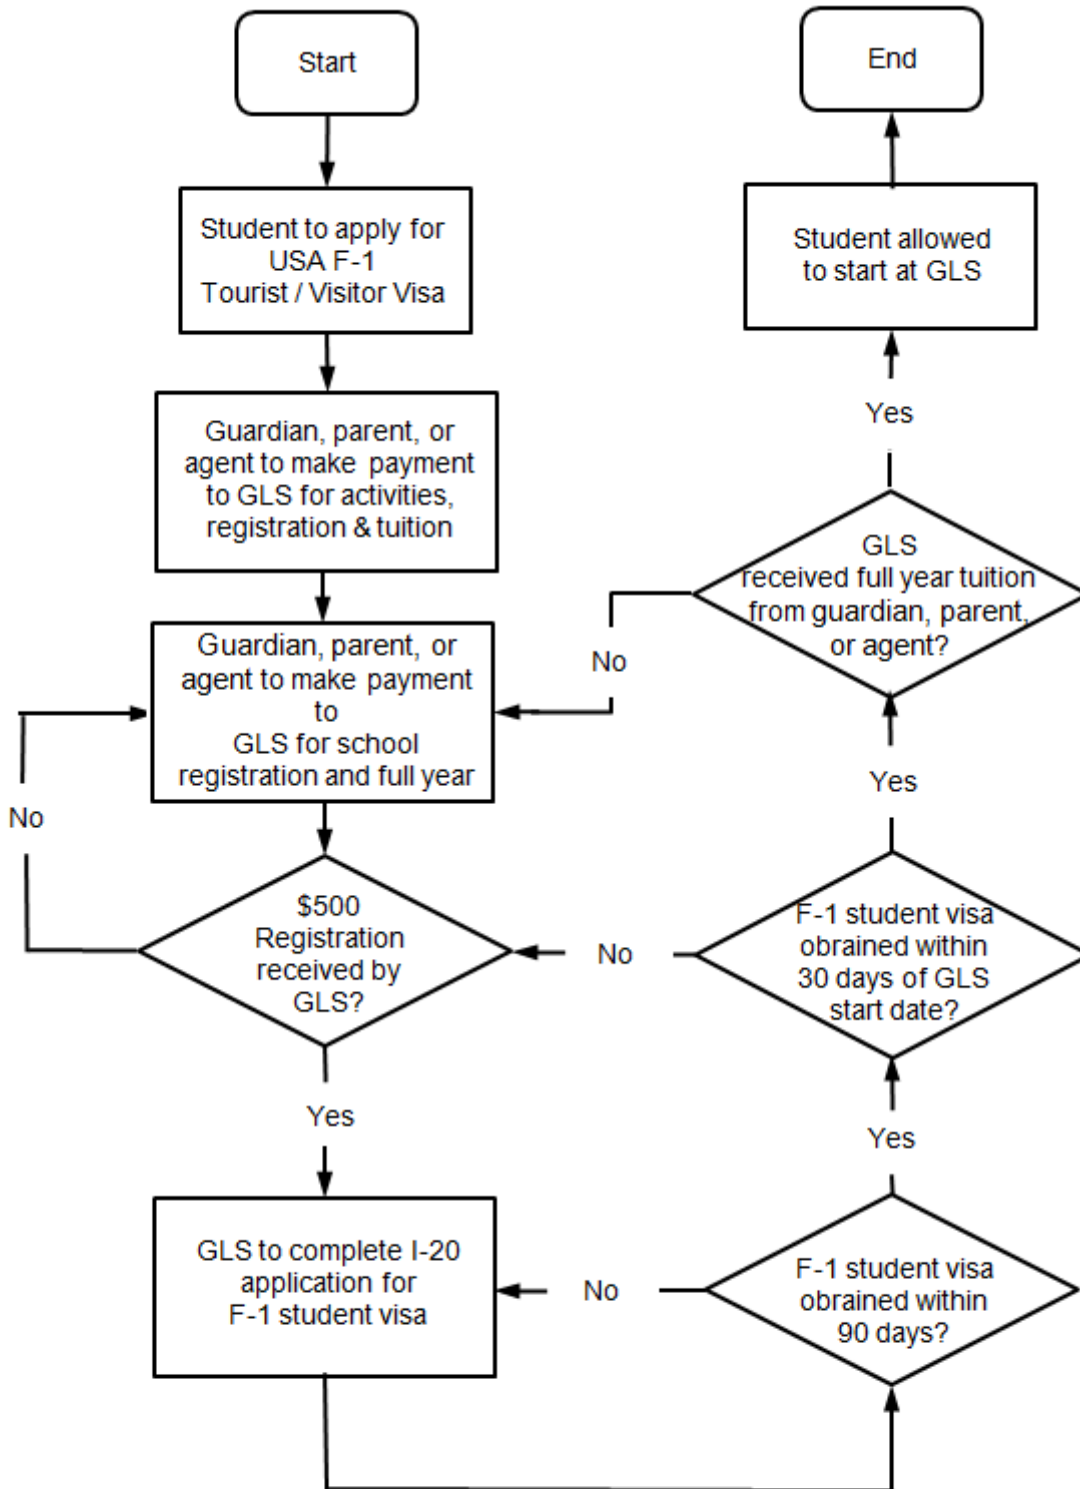 Start
Student to apply for
USA F-1
Tourist / Visitor Visa
Guardian, parent, or
agent to make payment
to GLS for activities,
registration & tuition
Guardian, parent, or
agent to make payment
to
GLS for school
registration and full year
No
$500
Registration
received by
GLS?
Yes
GLS to complete I-20
application for
F-1 student visa
End
Student allowed
to start at GLS
Yes
GLS
received full year tuition
from guardian, parent,
or agent?
No
Yes
F-1 student visa
obrained within
30 days of GLS
start date?
No
Yes
F-1 student visa
obrained within
90 days?
No